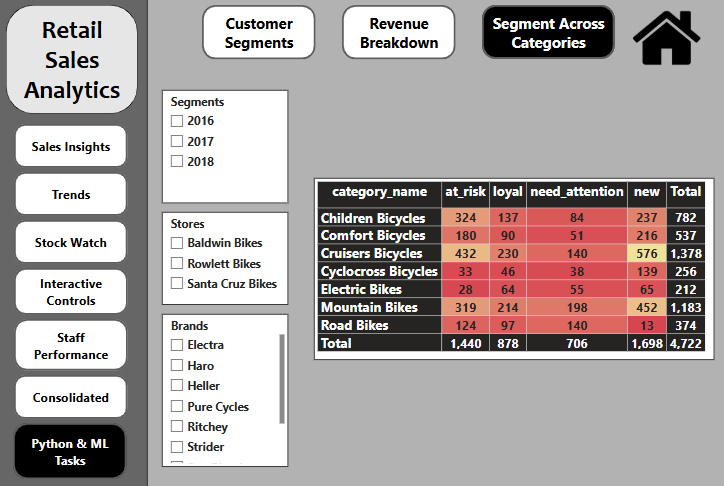 Retail
Sales
Analytics
Sales Insights
Trends
Stock Watch
Interactive
Controls
Staff
Performance
Consolidated
Python & ML
Tasks
Customer
Segments
Revenue
Breakdown
Segment Across
Categories
Segments
2016
2017
2018
Stores
Baldwin Bikes
Rowlett Bikes
Santa Cruz Bikes
Brands
Electra
Haro
Heller
Pure Cycles
Ritchey
Strider
category_name at_risk loyal need_attention new Total
Children Bicycles 324 137 84 237 782
Comfort Bicycles 180 90 51 216 537
Cruisers Bicycles 432 230 140 576 1,378
Cyclocross Bicycles 33 46 38 139 256
Electric Bikes 28 64 55 65 212
Mountain Bikes 319 214 198 452 1,183
Road Bikes 124 97 140 13 374
Total 1,440 878 706 1,698 4,722